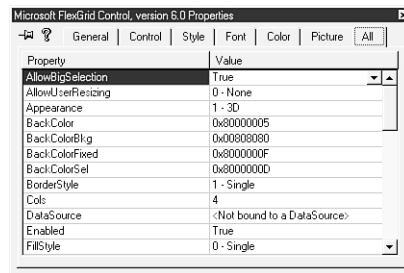 Microsoft FlexGrid Control, version 6.0 Properties
General Control Style Font Color Picture All
Property Value
AllowBigSelection True
AllowUserResizing 0 - None
Appearance 1 - 3D
BackColor 0x80000005
BackColorBkg 0x00808080
BackColorFixed 0x8000000F
BackColorSel 0x8000000D
BorderStyle 1 - Single
Cols 4
DataSource <Not bound to a DataSource>
Enabled True
FillStyle 0 - Single